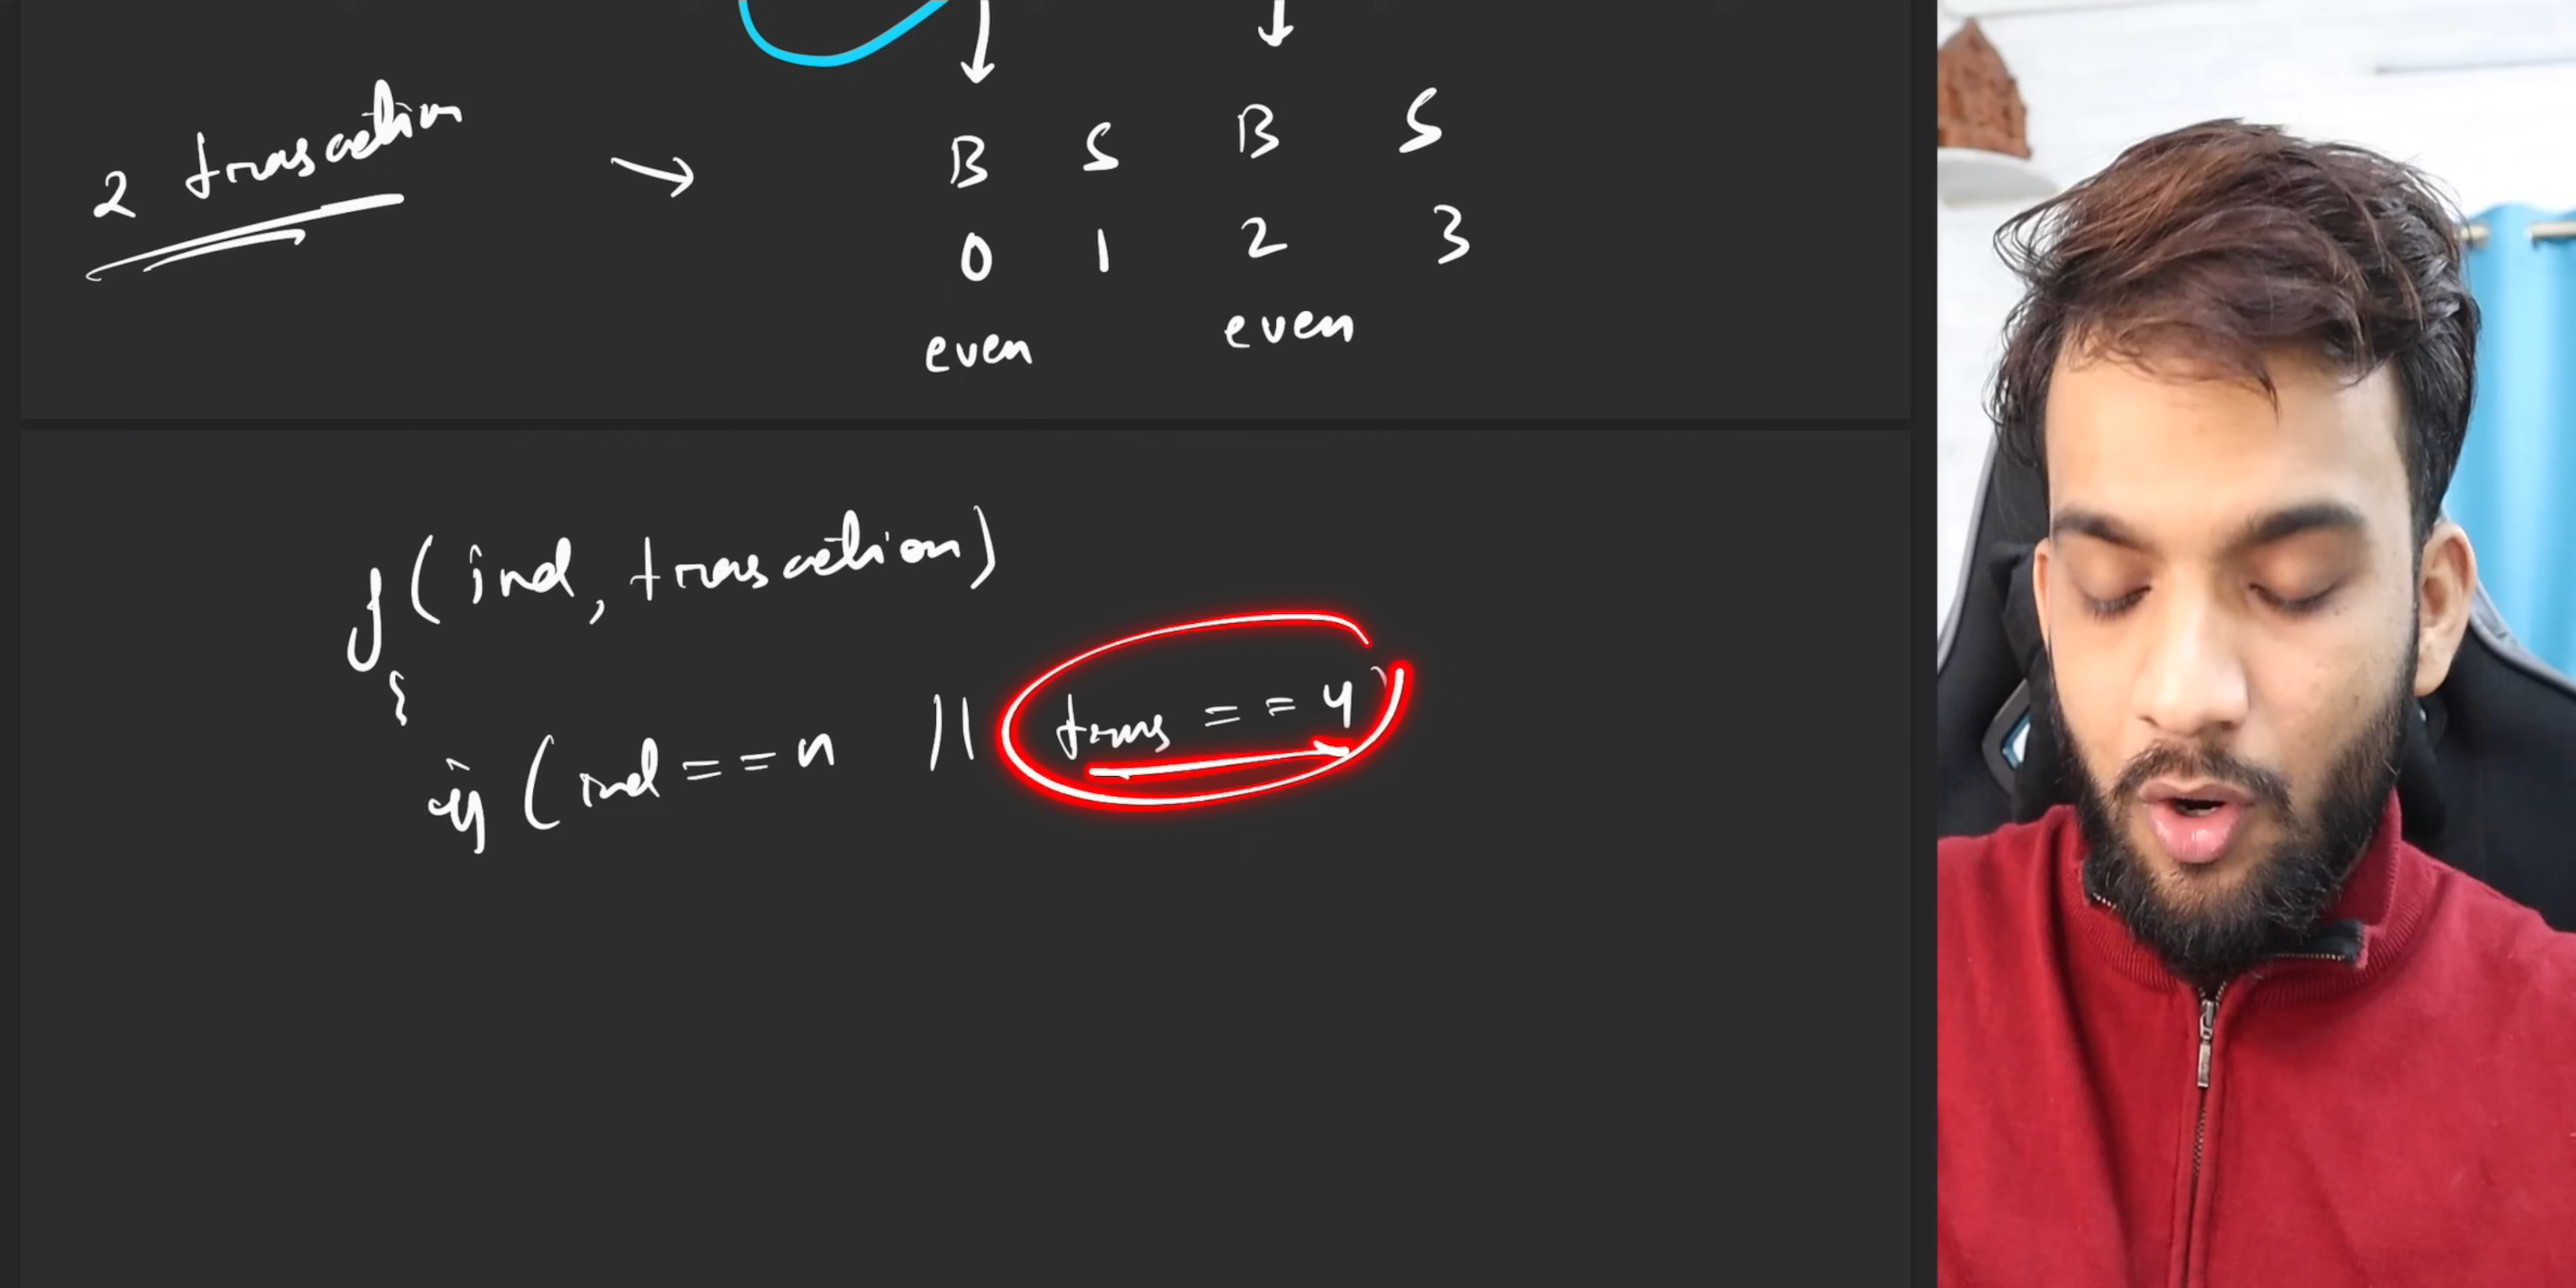 2 trasaction → B S B S
0 1 2 3
even even
f(ind, trasaction)
{
if (ind == n || trans == 4)